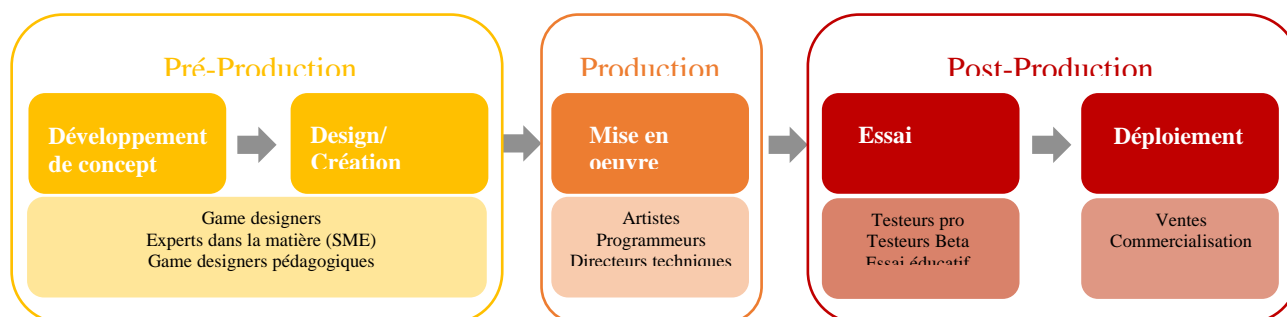 Pré-Production
Développement
de concept
Design/
Création
Game designers
Experts dans la matière (SME)
Game designers pédagogiques
Production
Mise en
oeuvre
Artistes
Programmeurs
Directeurs techniques
Post-Production
Essai
Testeurs pro
Testeurs Beta
Essai éducatif
Déploiement
Ventes
Commercialisation